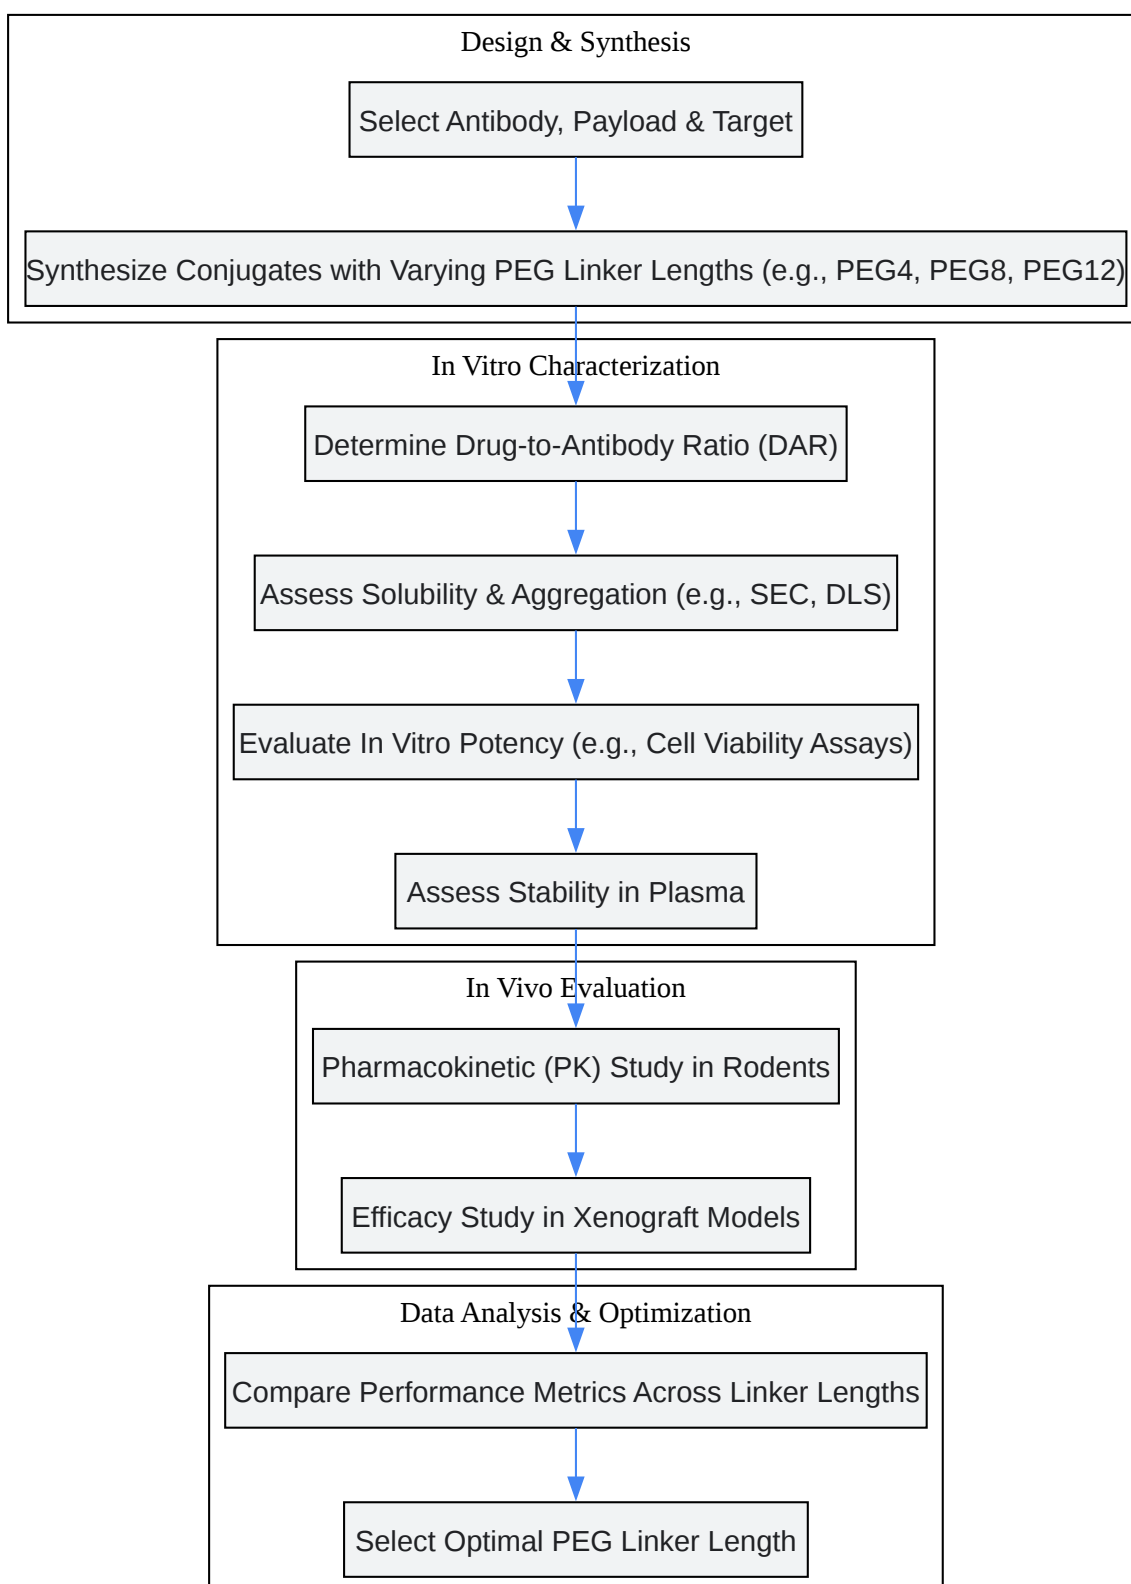 Design & Synthesis
Select Antibody, Payload & Target
Synthesize Conjugates with Varying PEG Linker Lengths (e.g., PEG4, PEG8, PEG12)
In Vitro Characterization
Determine Drug-to-Antibody Ratio (DAR)
Assess Solubility & Aggregation (e.g., SEC, DLS)
Evaluate In Vitro Potency (e.g., Cell Viability Assays)
Assess Stability in Plasma
In Vivo Evaluation
Pharmacokinetic (PK) Study in Rodents
Efficacy Study in Xenograft Models
Data Analysis & Optimization
Compare Performance Metrics Across Linker Lengths
Select Optimal PEG Linker Length